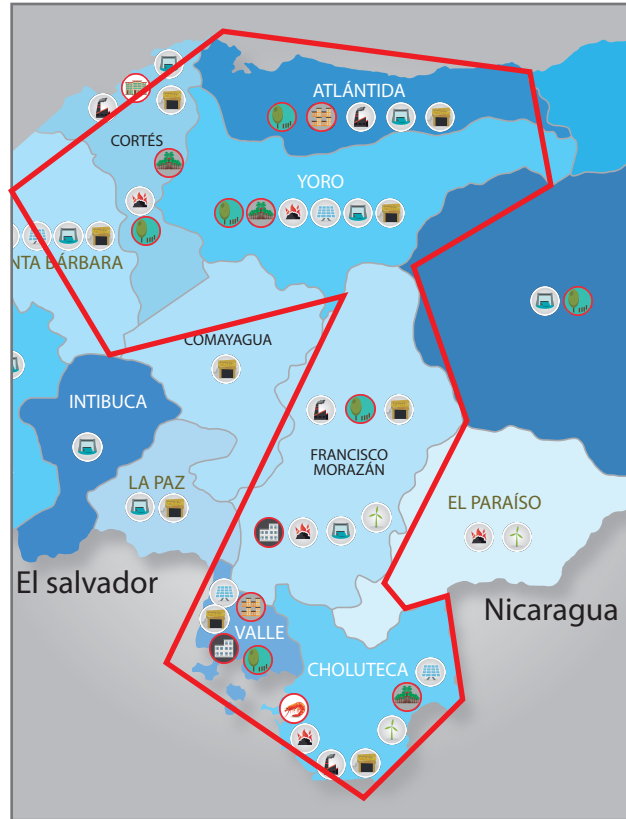 ATLÁNTIDA
CORTÉS
YORO
NTA BÁRBARA
COMAYAGUA
INTIBUCA
FRANCISCO
MORAZÁN
LA PAZ
EL PARAÍSO
El salvador
Nicaragua
VALLE
CHOLUTECA